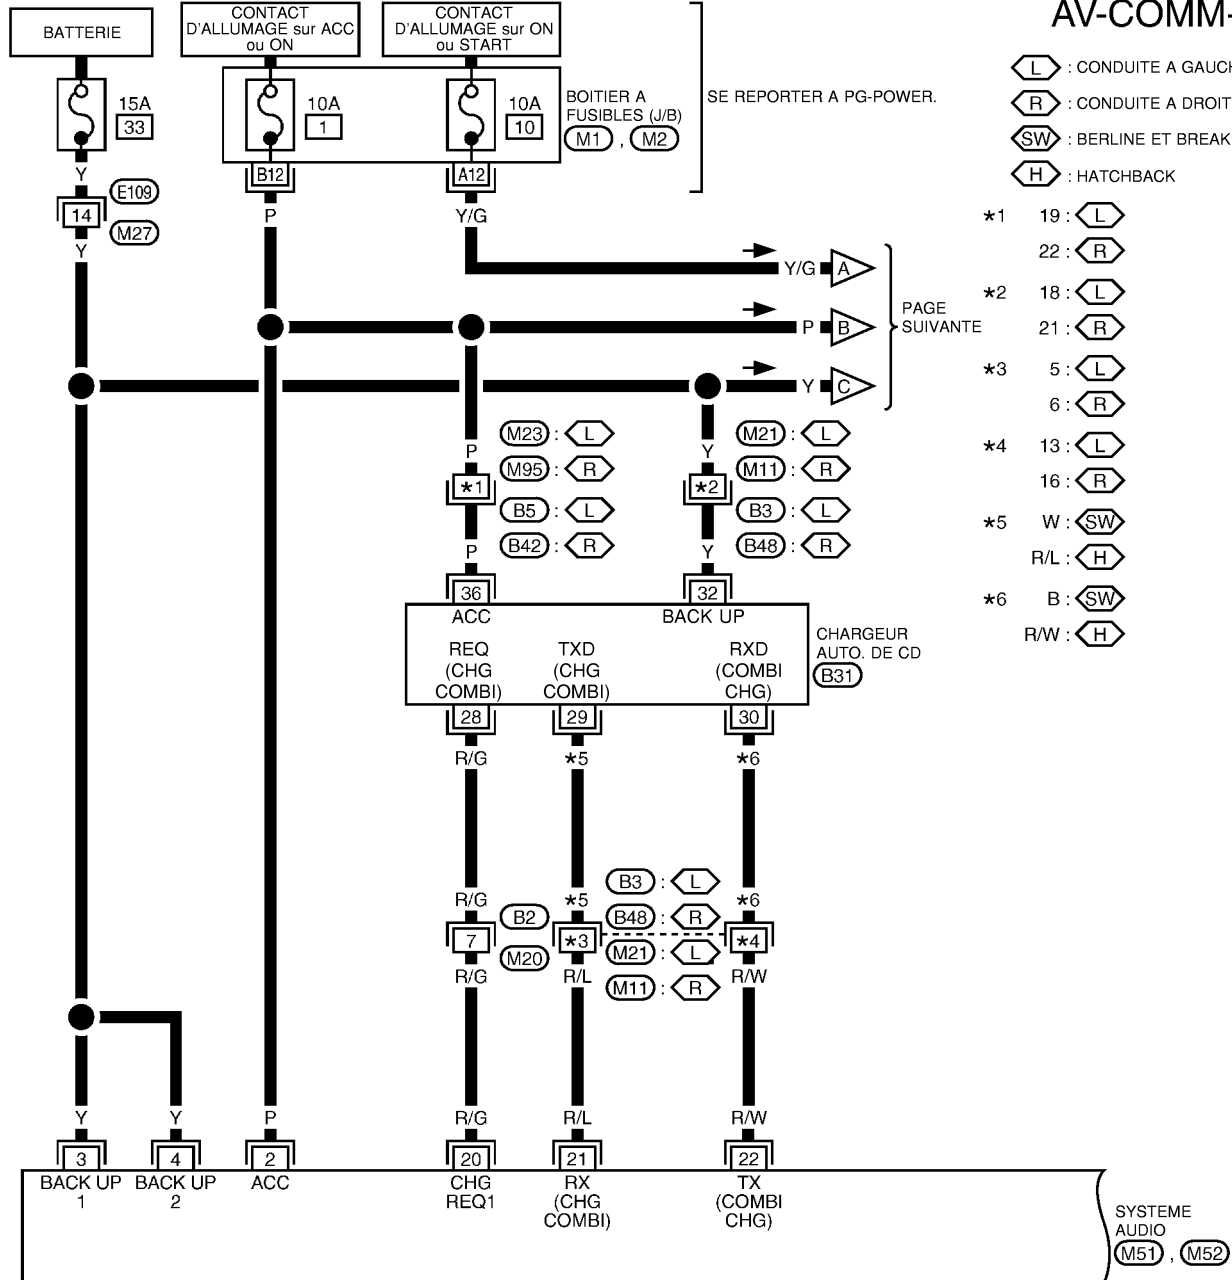 AV-COMM-
BATTERIE
CONTACT
D'ALLUMAGE sur ACC
ou ON
CONTACT
D'ALLUMAGE sur ON
ou START
15A
33
10A
1
10A
10
BOITIER A
FUSIBLES (J/B)
M1 , M2
SE REPORTER A PG-POWER.
L : CONDUITE A GAUCH
R : CONDUITE A DROIT
SW : BERLINE ET BREAK
H : HATCHBACK
Y
B12
A12
E109
14
M27
P
Y/G
Y
Y/G A
P B
Y C
PAGE
SUIVANTE
*1 19 : L
22 : R
*2 18 : L
21 : R
*3 5 : L
6 : R
*4 13 : L
16 : R
*5 W : SW
R/L : H
*6 B : SW
R/W : H
P
M23 : L
M95 : R
*1
B5 : L
B42 : R
P
Y
M21 : L
M11 : R
*2
B3 : L
B48 : R
Y
36
32
ACC
BACK UP
REQ
(CHG
COMBI)
TXD
(CHG
COMBI)
RXD
(COMBI
CHG)
CHARGEUR
AUTO. DE CD
B31
28
29
30
R/G
*5
*6
R/G
*5
*6
B2
B3 : L
B48 : R
7
*3
*4
M20
M21 : L
M11 : R
R/G
R/L
R/W
Y
Y
P
R/G
R/L
R/W
3
4
2
20
21
22
BACK UP
1
BACK UP
2
ACC
CHG
REQ1
RX
(CHG
COMBI)
TX
(COMBI
CHG)
SYSTEME
AUDIO
M51 , M52